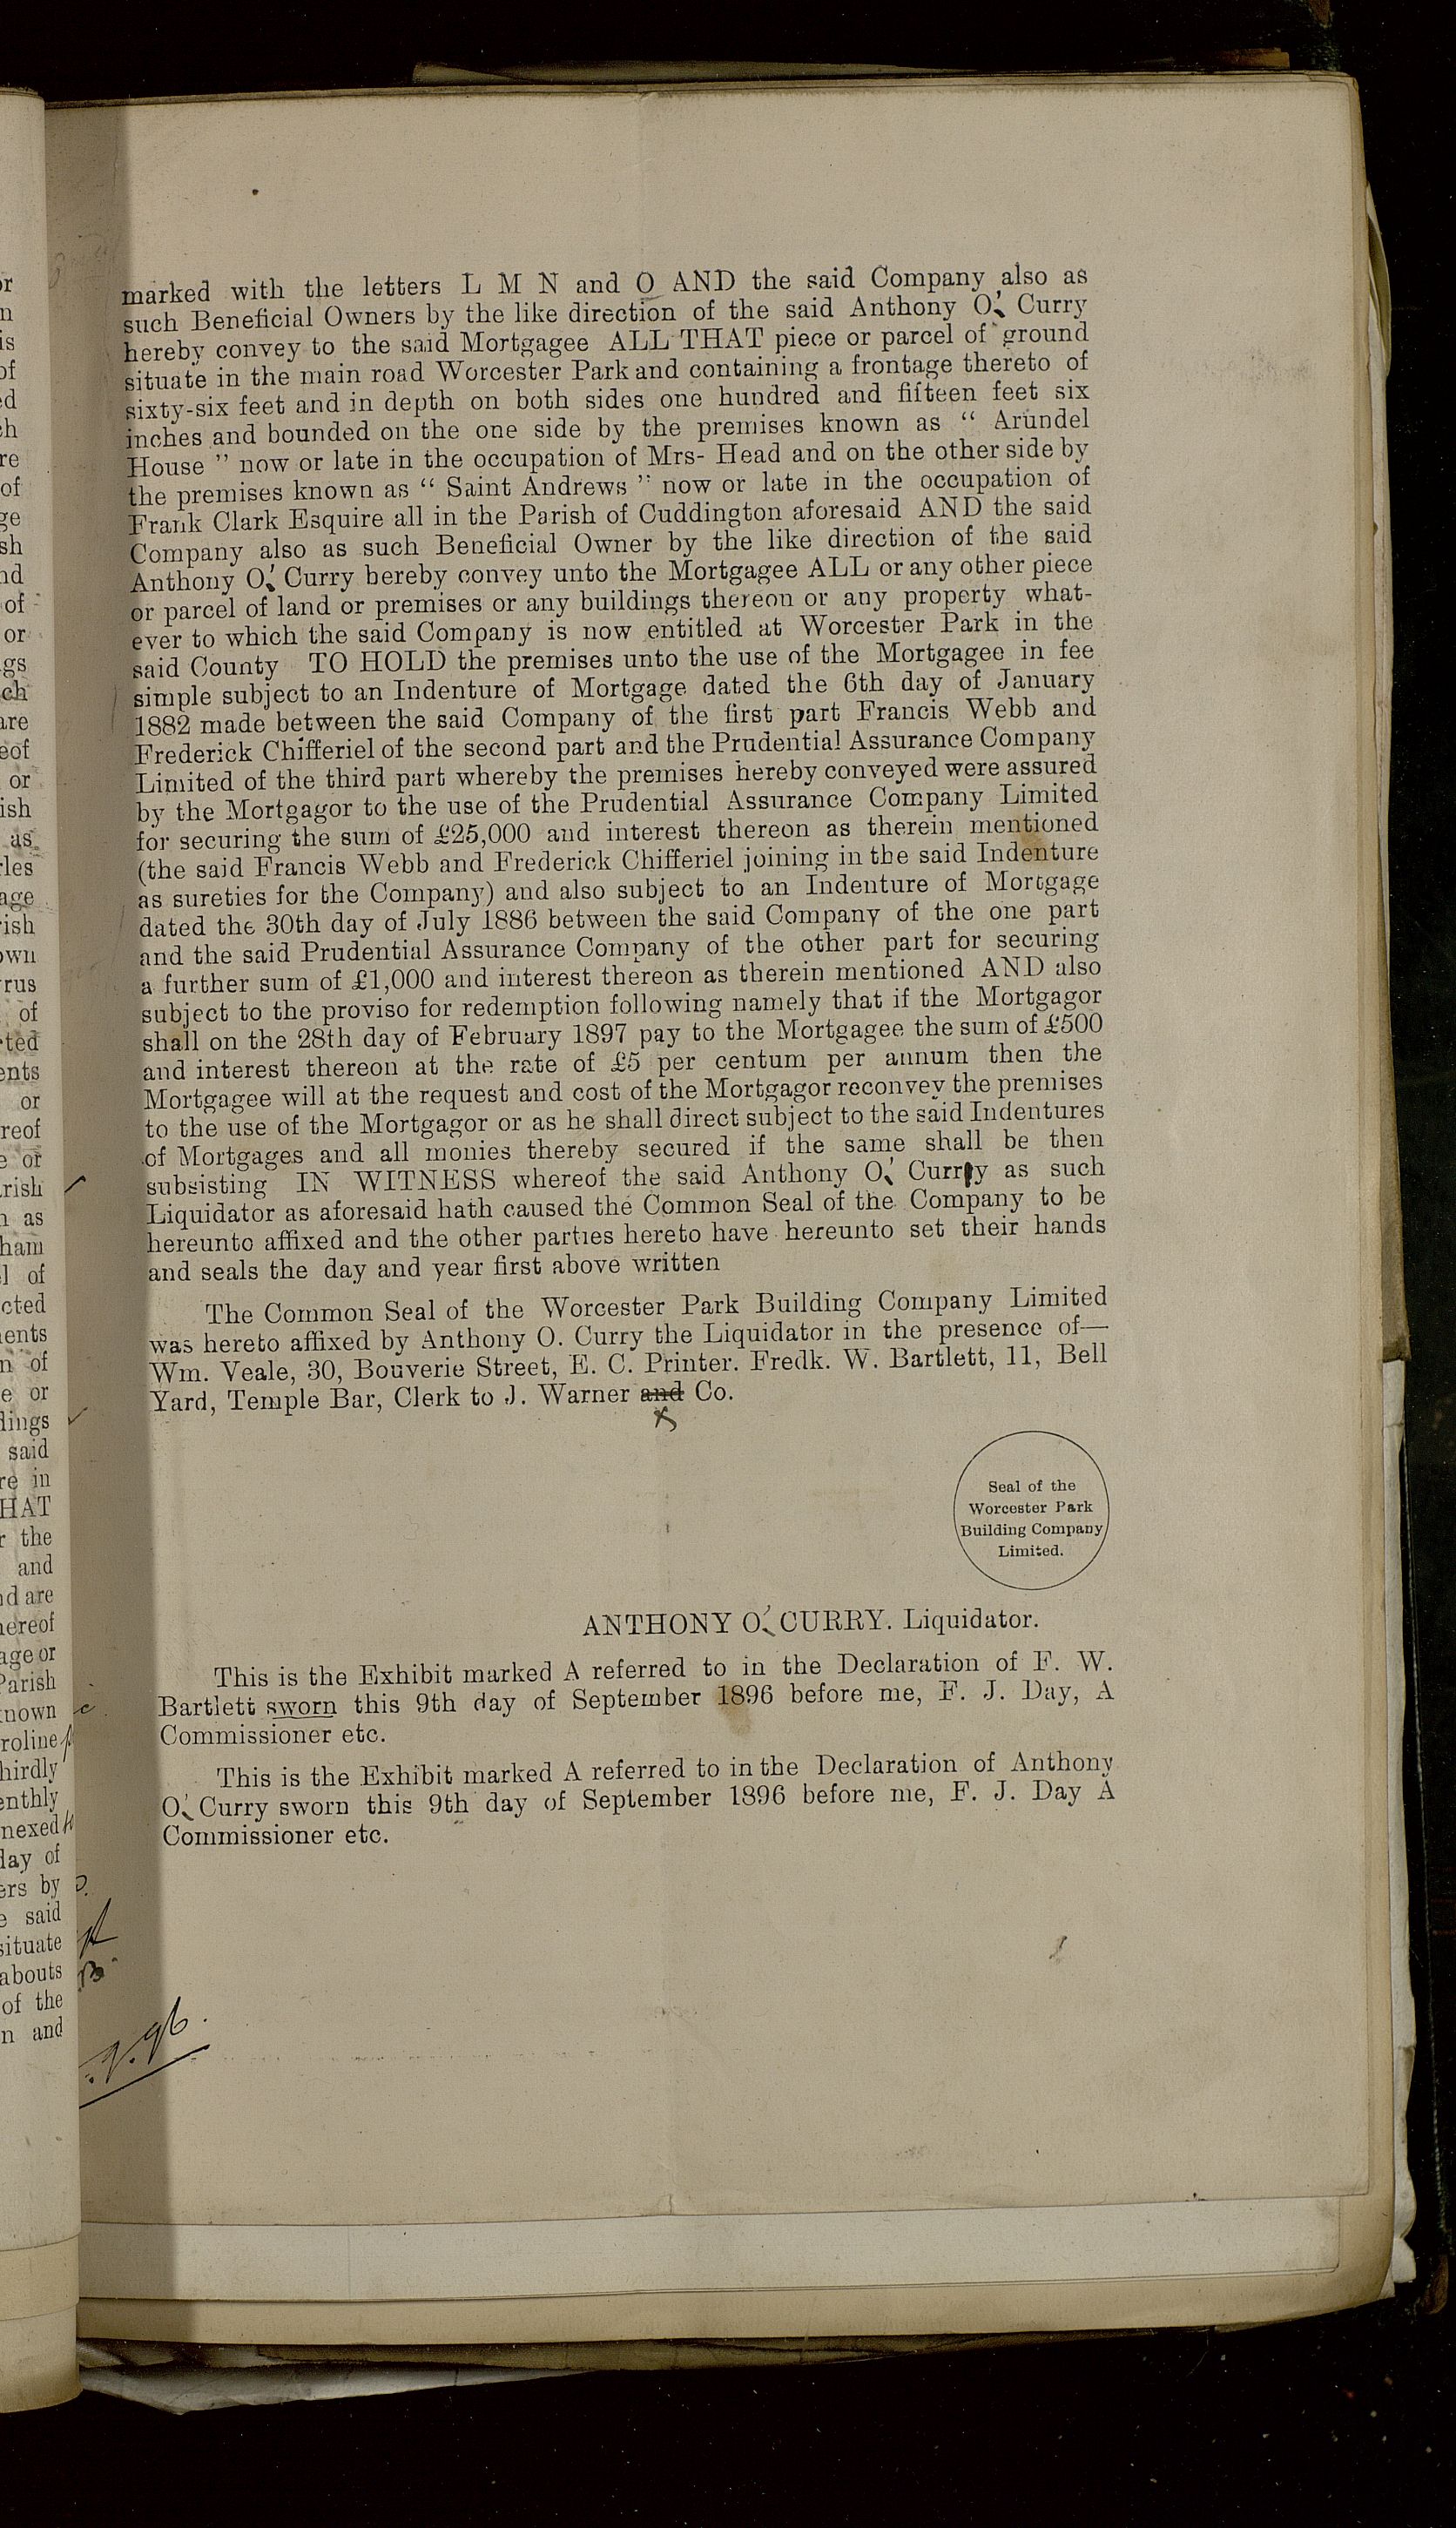 marked with the letters L M N and O AND the said Company also as
such Beneficial Owners by the like direction of the said Anthony O' Curry
hereby convey to the said Mortgagee ALL THAT piece or parcel of ground
situate in the main road Worcester Park and containing a frontage thereto of
sixty-six feet and in depth on both sides one hundred and fifteen feet six
inches and bounded on the one side by the premises known as “ Arundel
House ” now or late in the occupation of Mrs- Head and on the other side by
the premises known as “ Saint Andrews ” now or late in the occupation of
Frank Clark Esquire all in the Parish of Cuddington aforesaid AND the said
Company also as such Beneficial Owner by the like direction of the said
Anthony O' Curry hereby convey unto the Mortgagee ALL or any other piece
or parcel of land or premises or any buildings thereon or any property what-
ever to which the said Company is now entitled at Worcester Park in the
said County TO HOLD the premises unto the use of the Mortgagee in fee
simple subject to an Indenture of Mortgage dated the 6th day of January
1882 made between the said Company of the first part Francis Webb and
Frederick Chifferiel of the second part and the Prudential Assurance Company
Limited of the third part whereby the premises hereby conveyed were assured
by the Mortgagor to the use of the Prudential Assurance Company Limited
for securing the sum of £25,000 and interest thereon as therein mentioned
(the said Francis Webb and Frederick Chifferiel joining in the said Indenture
as sureties for the Company) and also subject to an Indenture of Mortgage
dated the 30th day of July 1886 between the said Company of the one part
and the said Prudential Assurance Company of the other part for securing
a further sum of £1,000 and interest thereon as therein mentioned AND also
subject to the proviso for redemption following namely that if the Mortgagor
shall on the 28th day of February 1897 pay to the Mortgagee the sum of £500
and interest thereon at the rate of £5 per centum per annum then the
Mortgagee will at the request and cost of the Mortgagor reconvey the premises
to the use of the Mortgagor or as he shall direct subject to the said Indentures
of Mortgages and all monies thereby secured if the same shall be then
subsisting IN WITNESS whereof the said Anthony O' Curry as such
Liquidator as aforesaid hath caused the Common Seal of the Company to be
hereunto affixed and the other parties hereto have hereunto set their hands
and seals the day and year first above written
The Common Seal of the Worcester Park Building Company Limited
was hereto affixed by Anthony O. Curry the Liquidator in the presence of—
Wm. Veale, 30, Bouverie Street, E. C. Printer. Fredk. W. Bartlett, 11, Bell
Yard, Temple Bar, Clerk to J. Warner and Co.
Seal of the
Worcester Park
Building Company
Limited.
ANTHONY O' CURRY. Liquidator.
This is the Exhibit marked A referred to in the Declaration of F. W.
Bartlett sworn this 9th day of September 1896 before me, F. J. Day, A
Commissioner etc.
This is the Exhibit marked A referred to in the Declaration of Anthony
O' Curry sworn this 9th day of September 1896 before me, F. J. Day A
Commissioner etc.